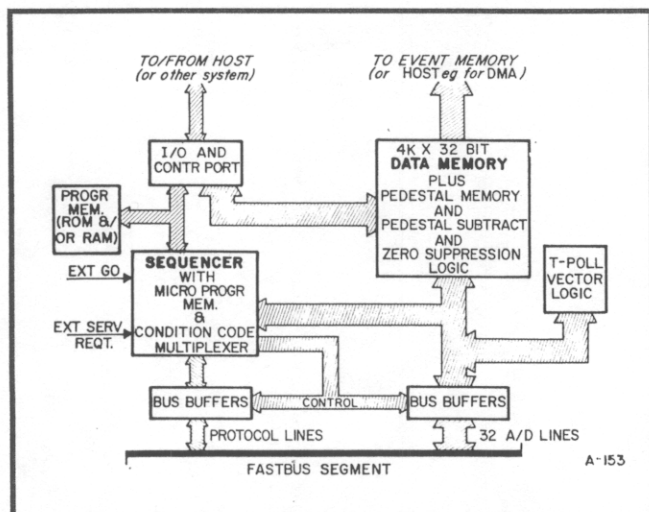 TO/FROM HOST
(or other system)
TO EVENT MEMORY
(or HOST eg for DMA)
I/O AND
CONTR PORT
4K X 32 BIT
DATA MEMORY
PLUS
PEDESTAL MEMORY
AND
PEDESTAL SUBTRACT
AND
ZERO SUPPRESSION
LOGIC
PROGR
MEM.
(ROM &/
OR RAM)
EXT GO
SEQUENCER
WITH
MICRO PROGR
MEM.
&
CONDITION CODE
MULTIPLEXER
EXT SERV
REQT.
T-POLL
VECTOR
LOGIC
BUS BUFFERS
CONTROL
BUS BUFFERS
PROTOCOL LINES
32 A/D LINES
FASTBUS SEGMENT
A-153